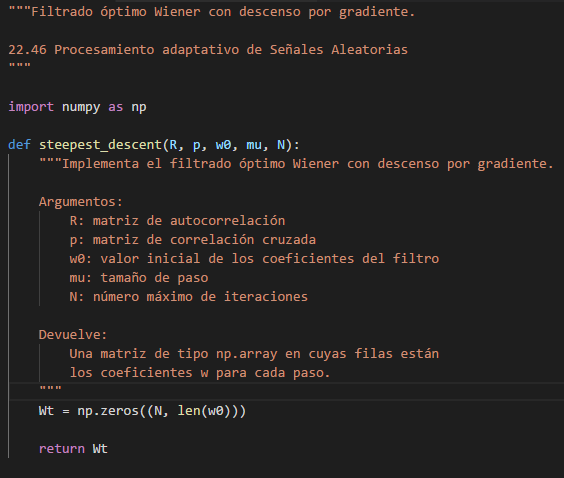 """Filtrado óptimo Wiener con descenso por gradiente.
22.46 Procesamiento adaptativo de Señales Aleatorias
"""
import numpy as np
def steepest_descent(R, p, w0, mu, N):
"""Implementa el filtrado óptimo Wiener con descenso por gradiente.
Argumentos:
R: matriz de autocorrelación
p: matriz de correlación cruzada
w0: valor inicial de los coeficientes del filtro
mu: tamaño de paso
N: número máximo de iteraciones
Devuelve:
Una matriz de tipo np.array en cuyas filas están
los coeficientes w para cada paso.
"""
Wt = np.zeros((N, len(w0)))
return Wt